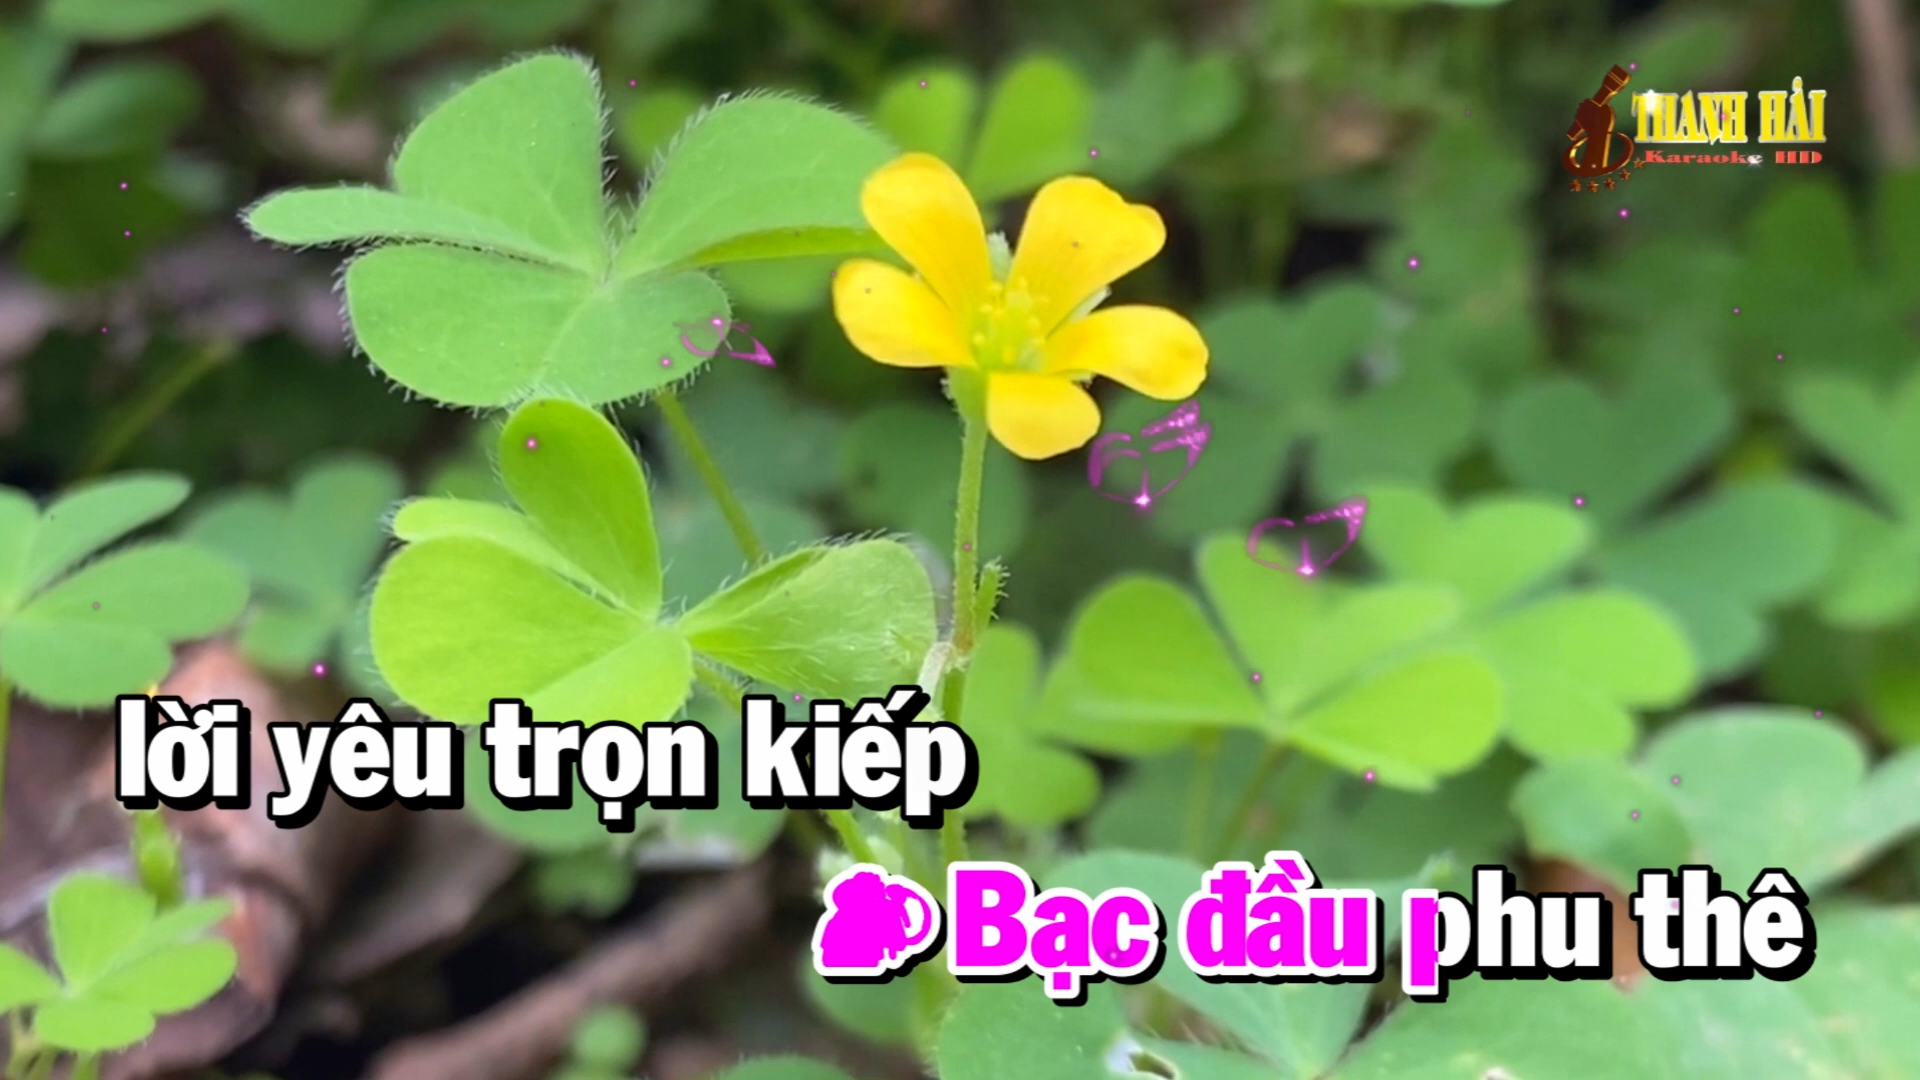 THANH HẢI
Karaoke HD
lời yêu trọn kiếp
Bạc đầu phu thê